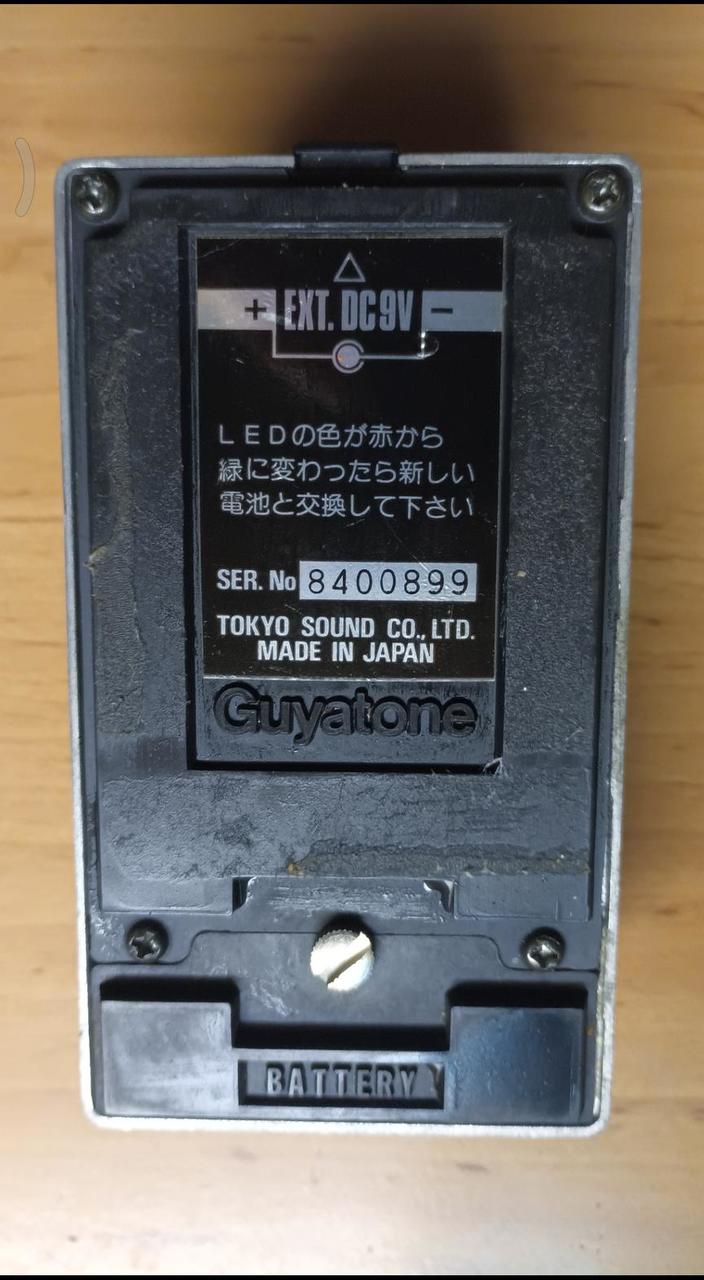 + EXT. DC9V −
LEDの色が赤から
緑に変わったら新しい
電池と交換して下さい
SER. No 8400899
TOKYO SOUND CO., LTD.
MADE IN JAPAN
Guyatone
BATTERY